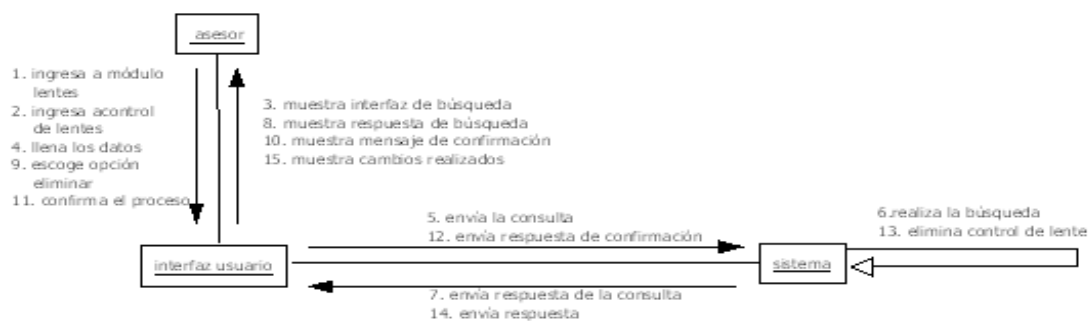 asesor
1. ingresa a módulo
lentes
2. ingresa acontrol
de lentes
4. llena los datos
9. escoge opción
eliminar
11. confirma el proceso
3. muestra interfaz de búsqueda
8. muestra respuesta de búsqueda
10. muestra mensaje de confirmación
15. muestra cambios realizados
5. envía la consulta
12. envía respuesta de confirmación
6.realiza la búsqueda
13. elimina control de lente
interfaz usuario
sistema
7. envía respuesta de la consulta
14. envía respuesta